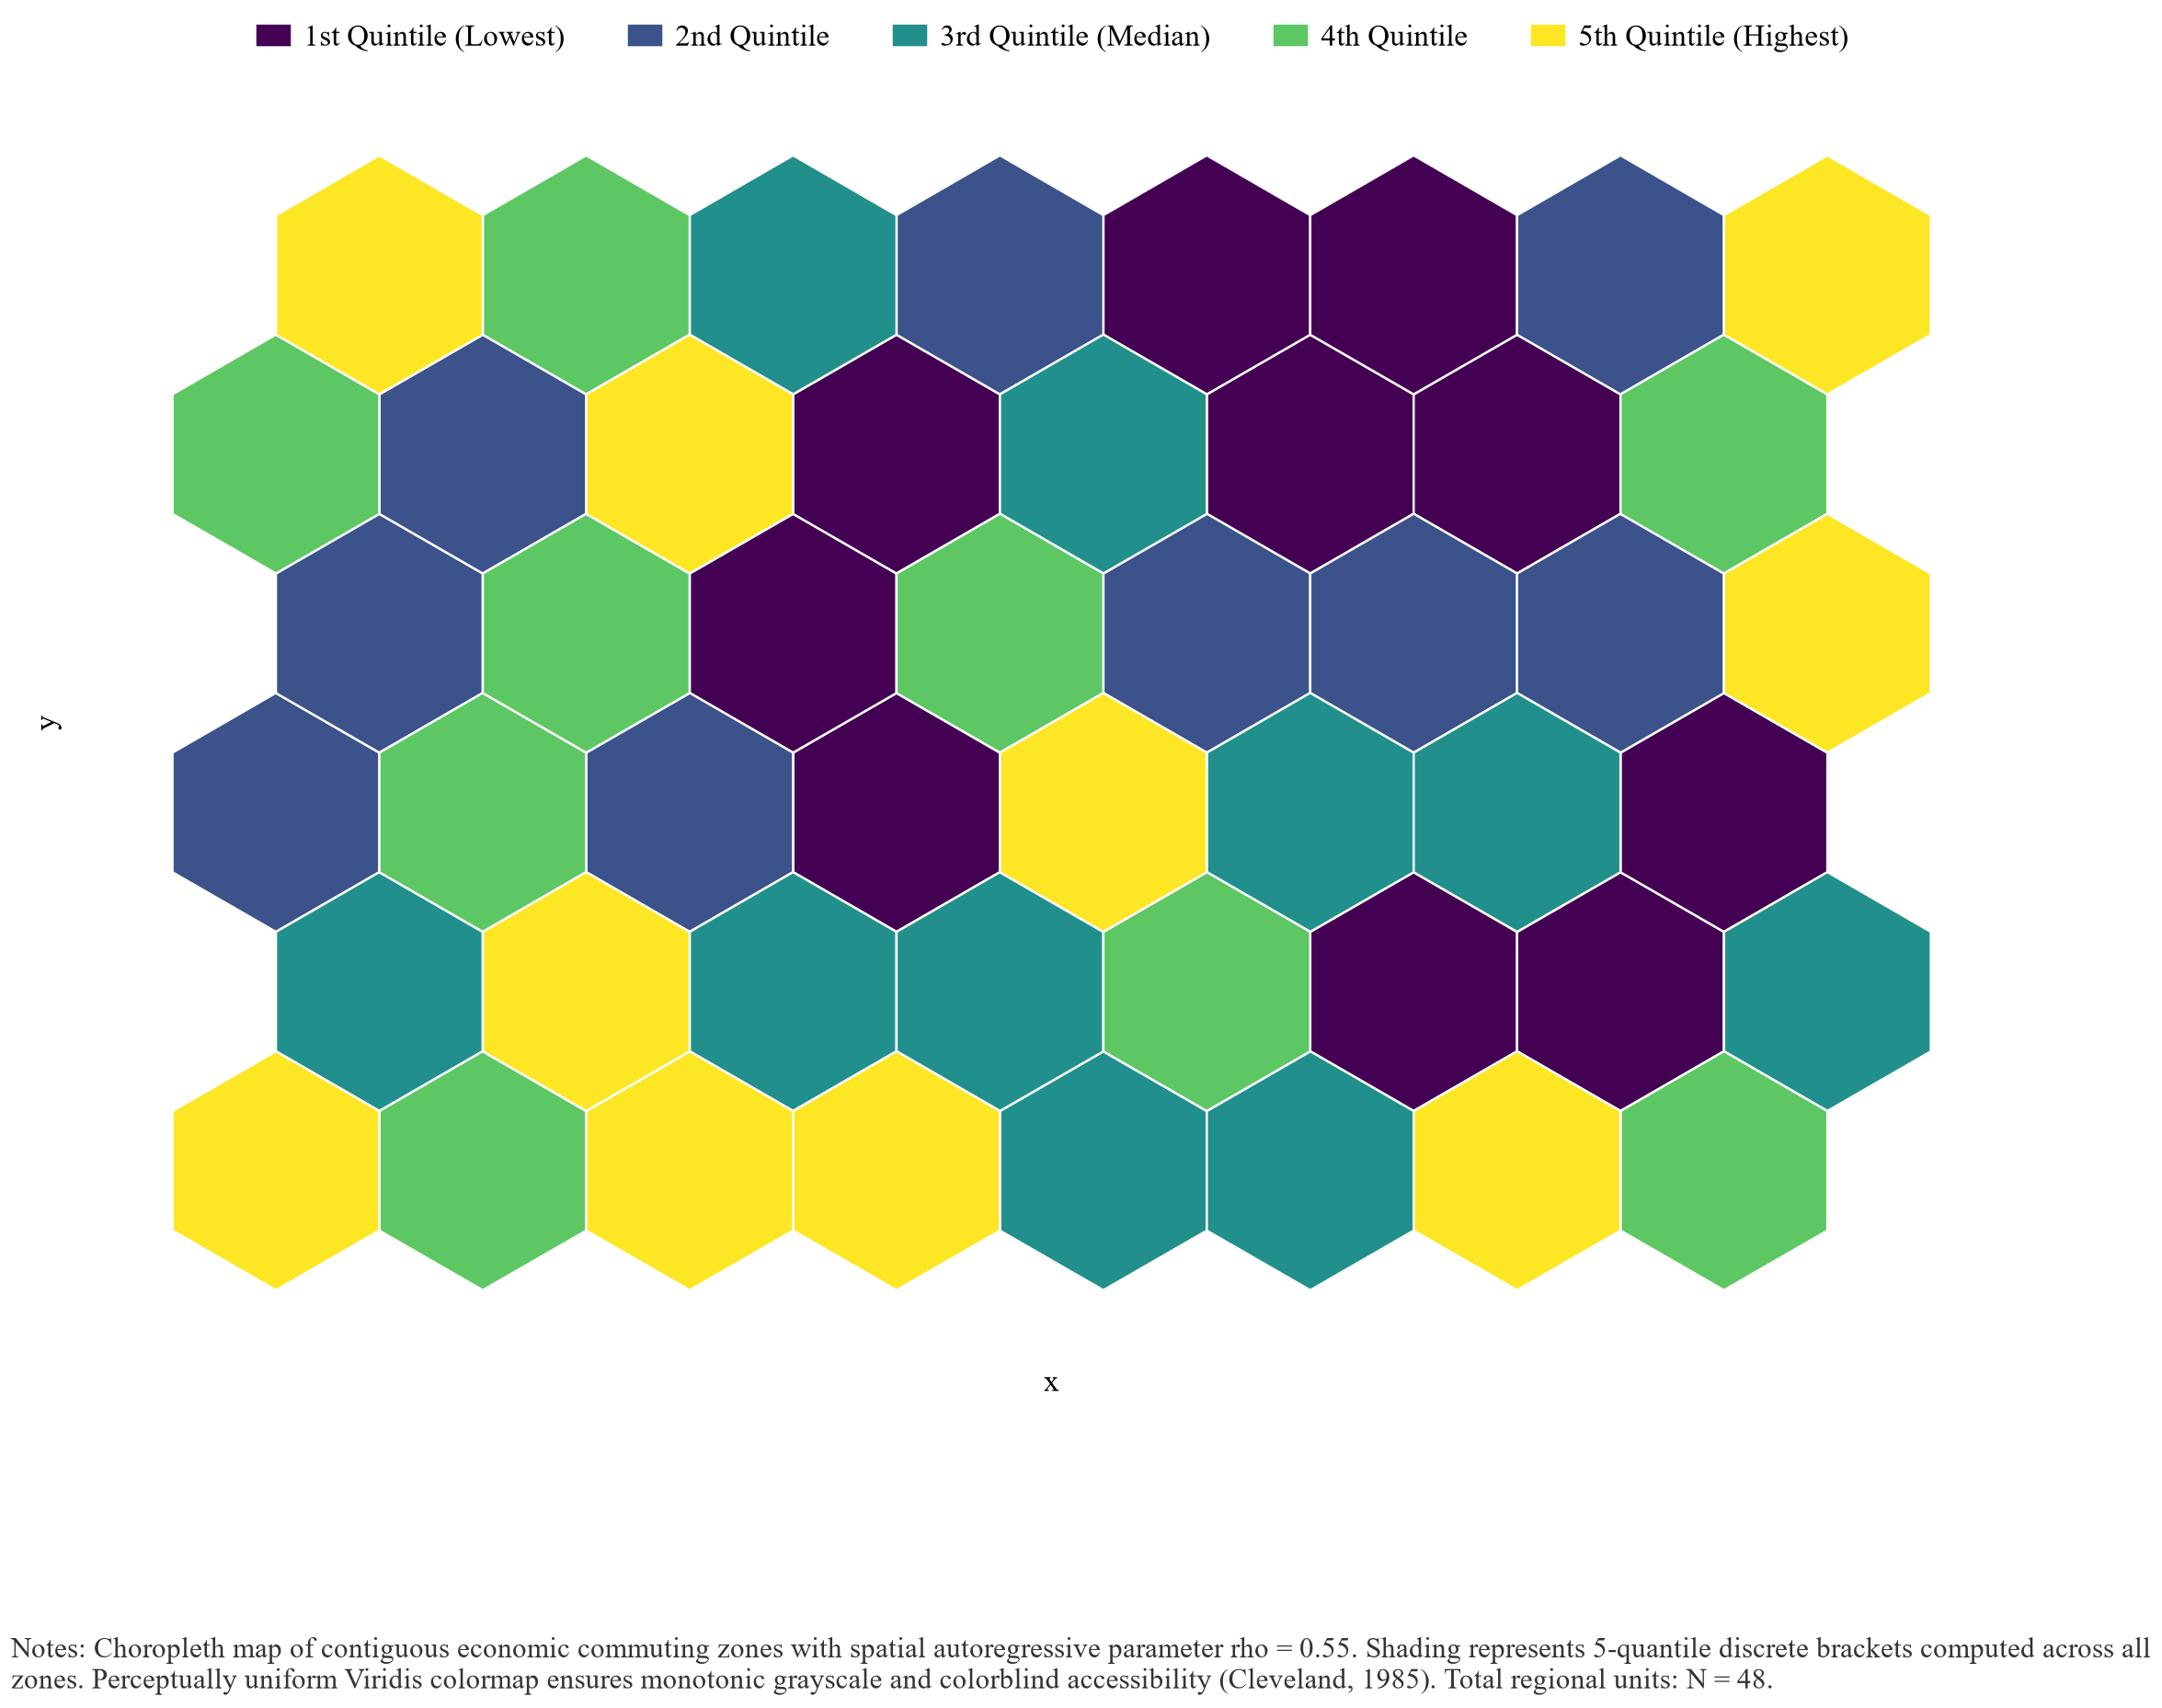 1st Quintile (Lowest) 2nd Quintile 3rd Quintile (Median) 4th Quintile 5th Quintile (Highest)
y
x
Notes: Choropleth map of contiguous economic commuting zones with spatial autoregressive parameter rho = 0.55. Shading represents 5-quantile discrete brackets computed across all
zones. Perceptually uniform Viridis colormap ensures monotonic grayscale and colorblind accessibility (Cleveland, 1985). Total regional units: N = 48.